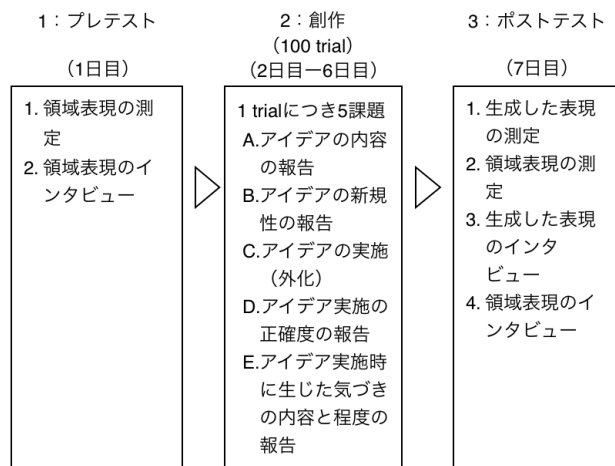 1：プレテスト
（1日目）
1. 領域表現の測
定
2. 領域表現のイ
ンタビュー
2：創作
（100 trial）
（2日目ー6日目）
1 trialにつき5課題
A.アイデアの内容
の報告
B.アイデアの新規
性の報告
C.アイデアの実施
（外化）
D.アイデア実施の
正確度の報告
E.アイデア実施時
に生じた気づき
の内容と程度の
報告
3：ポストテスト
（7日目）
1. 生成した表現
の測定
2. 領域表現の測
定
3. 生成した表現
のインタ
ビュー
4. 領域表現のイ
ンタビュー